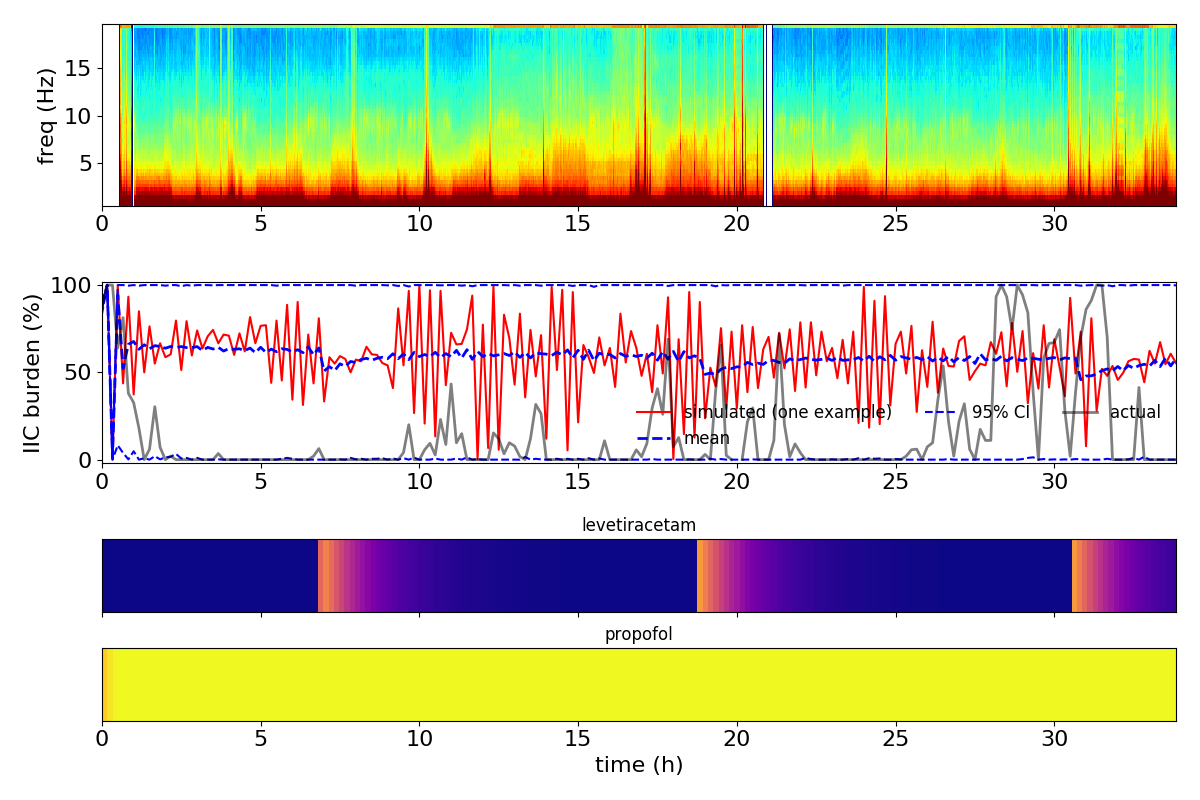 15
10
5
freq (Hz)
0 5 10 15 20 25 30
100
50
0
IIC burden (%)
simulated (one example) 95% CI actual
mean
0 5 10 15 20 25 30
levetiracetam
propofol
0 5 10 15 20 25 30
time (h)